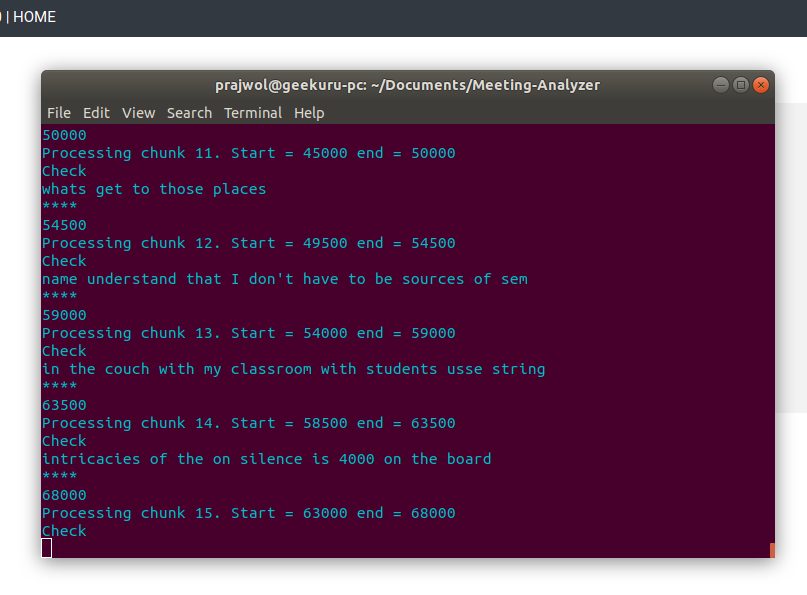 ) | HOME
prajwol@geekuru-pc: ~/Documents/Meeting-Analyzer
File Edit View Search Terminal Help
50000
Processing chunk 11. Start = 45000 end = 50000
Check
whats get to those places
****
54500
Processing chunk 12. Start = 49500 end = 54500
Check
name understand that I don't have to be sources of sem
****
59000
Processing chunk 13. Start = 54000 end = 59000
Check
in the couch with my classroom with students usse string
****
63500
Processing chunk 14. Start = 58500 end = 63500
Check
intricacies of the on silence is 4000 on the board
****
68000
Processing chunk 15. Start = 63000 end = 68000
Check